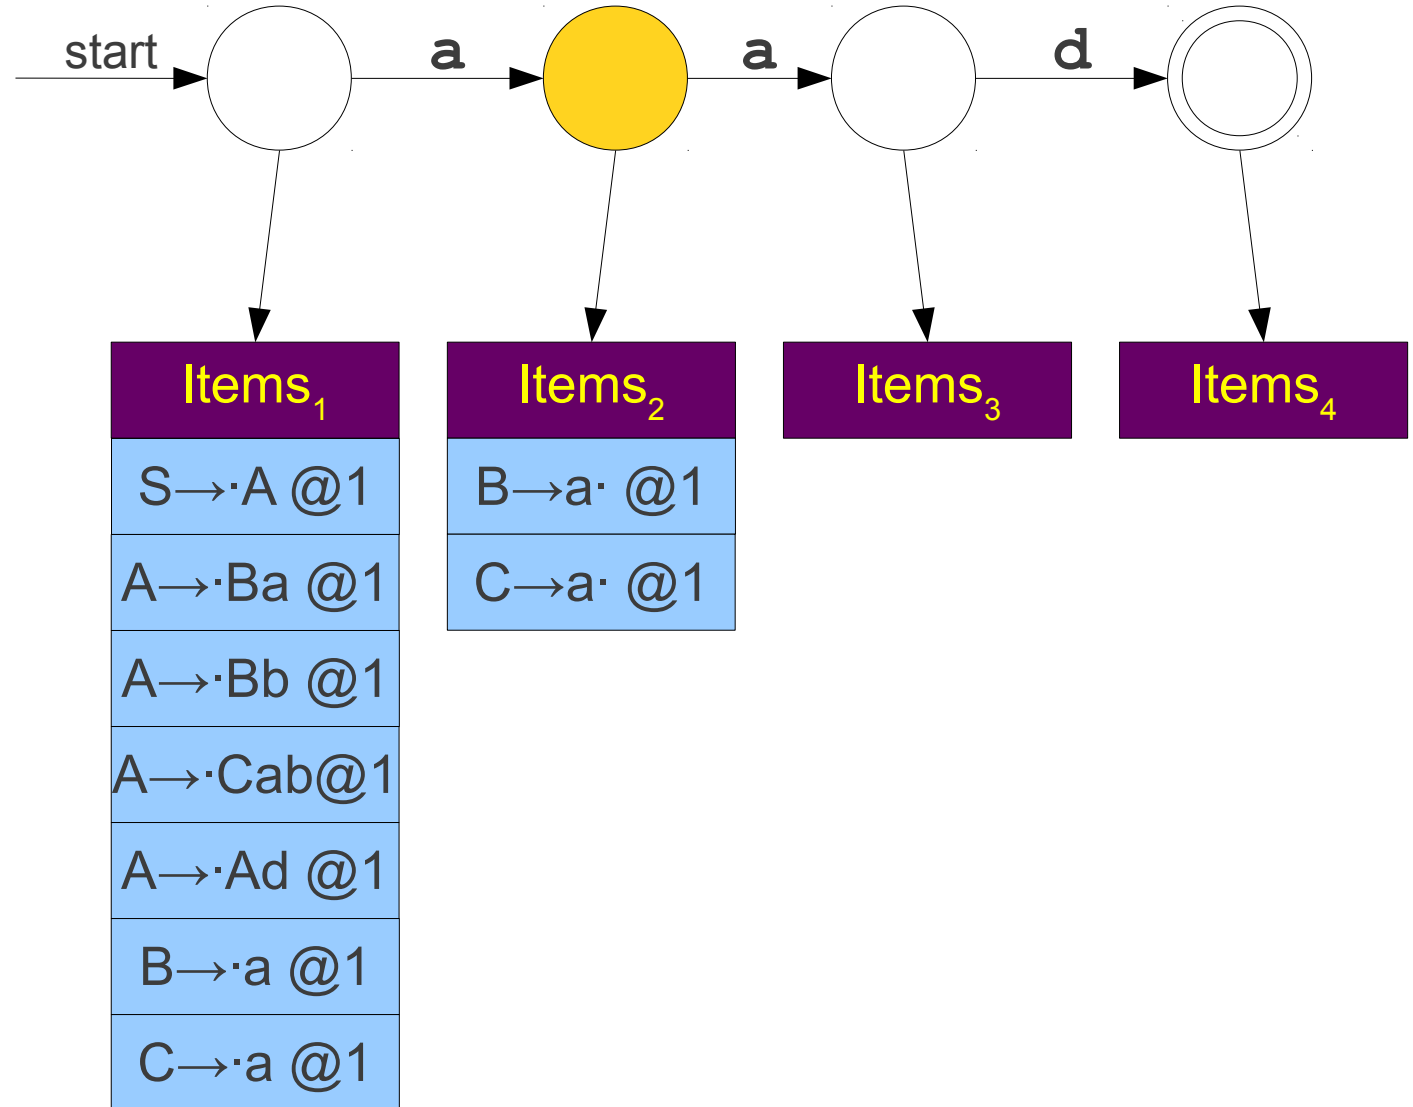 start
a
a
d
Items1
Items2
Items3
Items4
S→·A @1
B→a· @1
A→·Ba @1
C→a· @1
A→·Bb @1
A→·Cab@1
A→·Ad @1
B→·a @1
C→·a @1